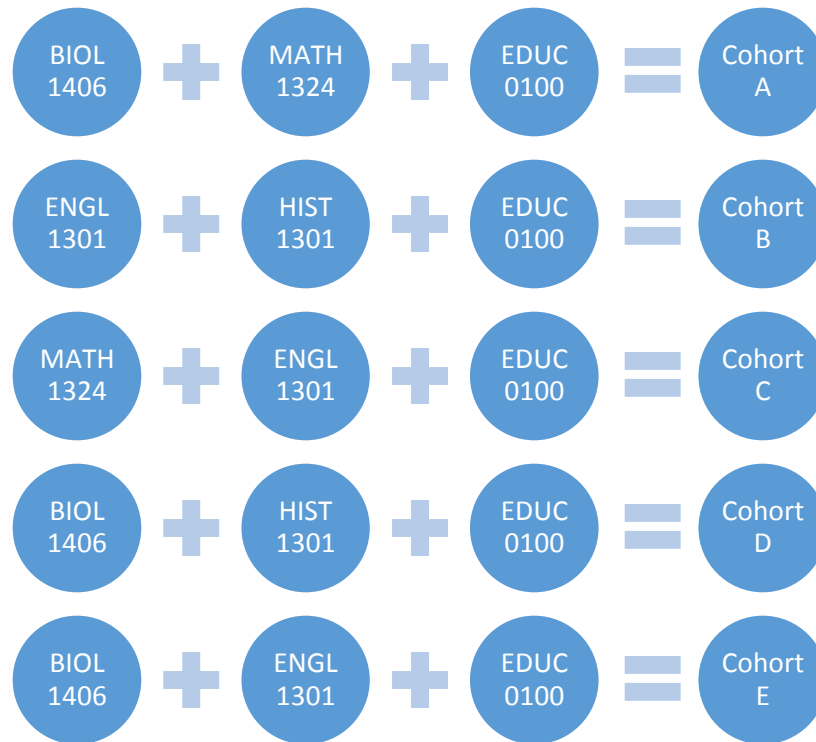 BIOL
1406
MATH
1324
EDUC
0100
Cohort
A
ENGL
1301
HIST
1301
EDUC
0100
Cohort
B
MATH
1324
ENGL
1301
EDUC
0100
Cohort
C
BIOL
1406
HIST
1301
EDUC
0100
Cohort
D
BIOL
1406
ENGL
1301
EDUC
0100
Cohort
E